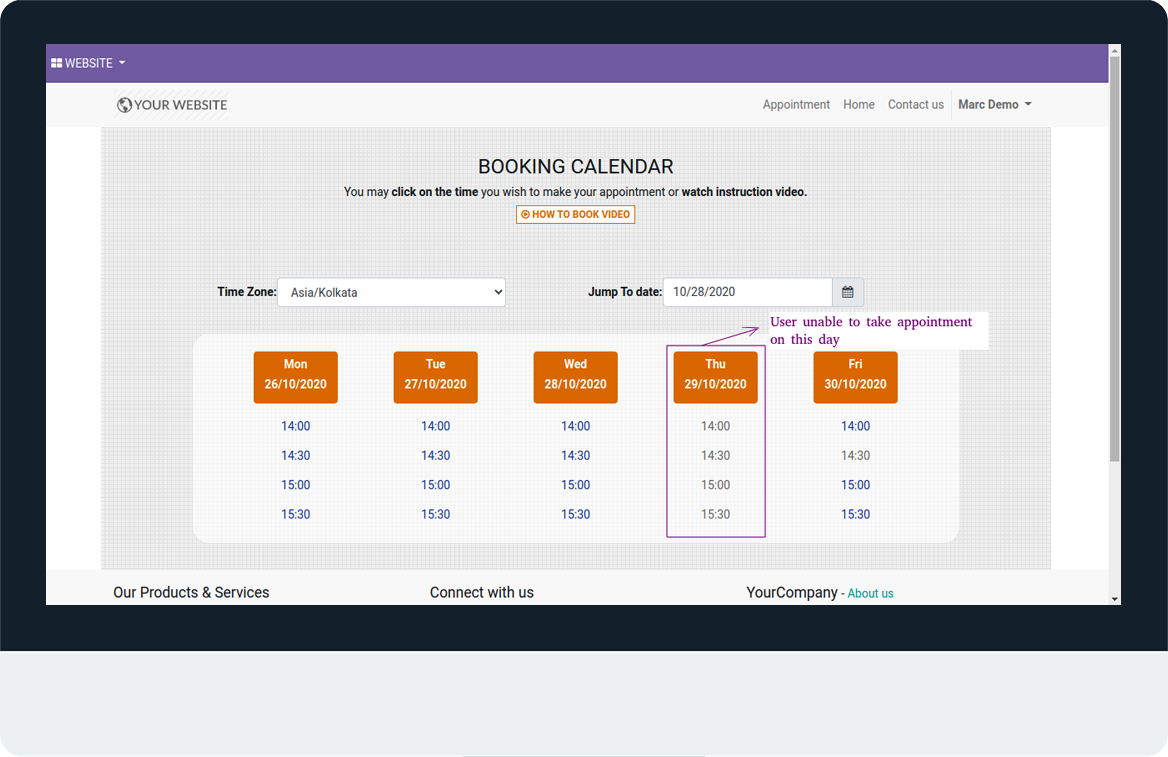 WEBSITE
YOUR WEBSITE
Appointment Home Contact us Marc Demo
BOOKING CALENDAR
You may click on the time you wish to make your appointment or watch instruction video.
HOW TO BOOK VIDEO
Time Zone: Asia/Kolkata Jump To date: 10/28/2020
User unable to take appointment
on this day
Mon Tue Wed Thu Fri
26/10/2020 27/10/2020 28/10/2020 29/10/2020 30/10/2020
14:00 14:00 14:00 14:00 14:00
14:30 14:30 14:30 14:30 14:30
15:00 15:00 15:00 15:00 15:00
15:30 15:30 15:30 15:30 15:30
Our Products & Services Connect with us YourCompany - About us